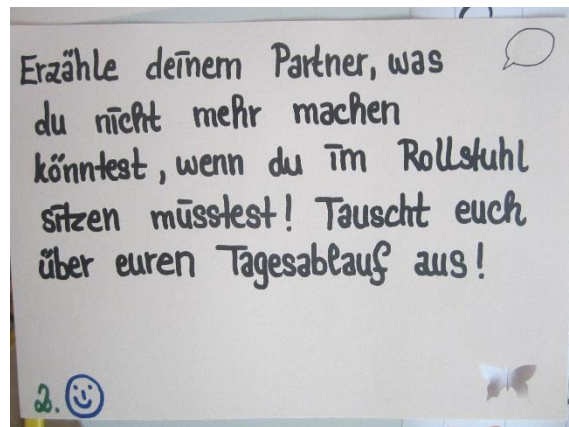 Erzähle deinem Partner, was
du nicht mehr machen
könntest, wenn du im Rollstuhl
sitzen müsstest! Tauscht euch
über euren Tagesablauf aus!
2.